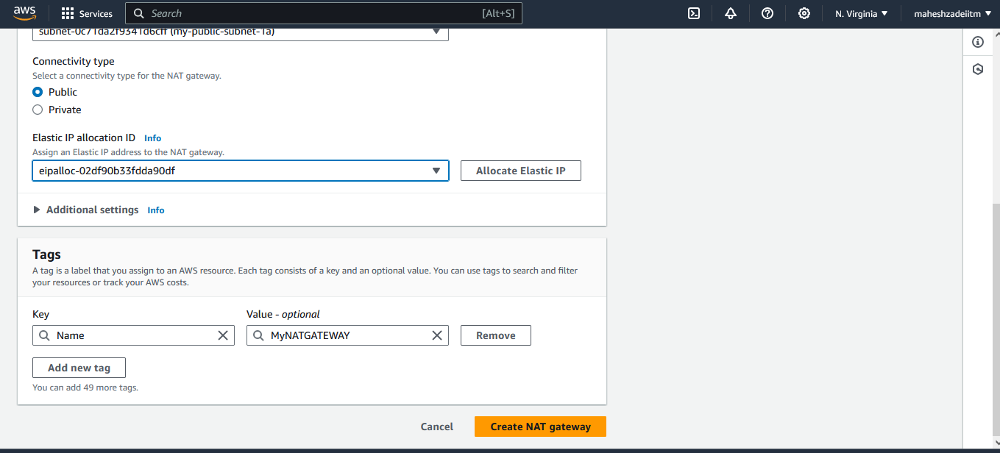 aws
Services
Search
[Alt+S]
N. Virginia
maheshzadeiitm
subnet-0c71da2f9341d6cff (my-public-subnet-1a)
Connectivity type
Select a connectivity type for the NAT gateway.
Public
Private
Elastic IP allocation ID Info
Assign an Elastic IP address to the NAT gateway.
eipalloc-02df90b33fdda90df
Allocate Elastic IP
Additional settings Info
Tags
A tag is a label that you assign to an AWS resource. Each tag consists of a key and an optional value. You can use tags to search and filter
your resources or track your AWS costs.
Key
Value - optional
Name
MyNATGATEWAY
Remove
Add new tag
You can add 49 more tags.
Cancel
Create NAT gateway